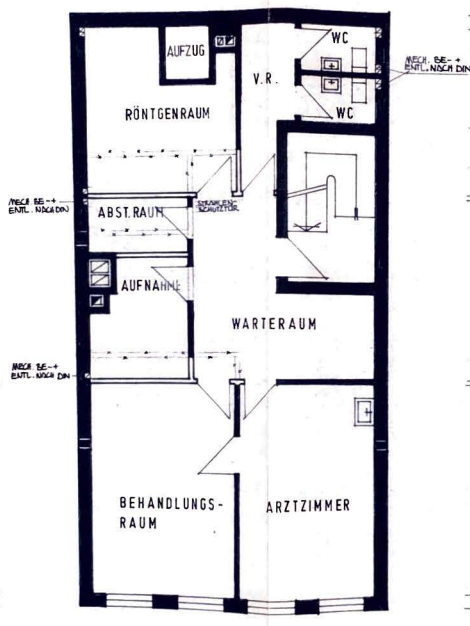 AUFZUG
WC
V.R.
MECH. BE-+
ENTL. NACH DIN
RÖNTGENRAUM
WC
MECH. BE-+
ENTL. NACH DIN
ABST. RAUM
STRAHLEN-
SCHUTZTÜR
AUFNAHME
WARTERAUM
MECH BE-+
ENTL. NACH DIN
BEHANDLUNGS-
RAUM
ARZTZIMMER